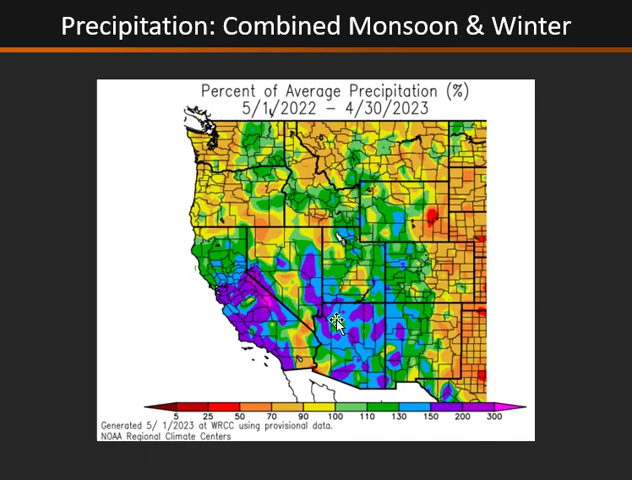 Precipitation: Combined Monsoon & Winter
Percent of Average Precipitation (%)
5/1/2022 – 4/30/2023
5 25 50 70 90 100 110 130 150 200 300
Generated 5/ 1/2023 at WRCC using provisional data.
NOAA Regional Climate Centers